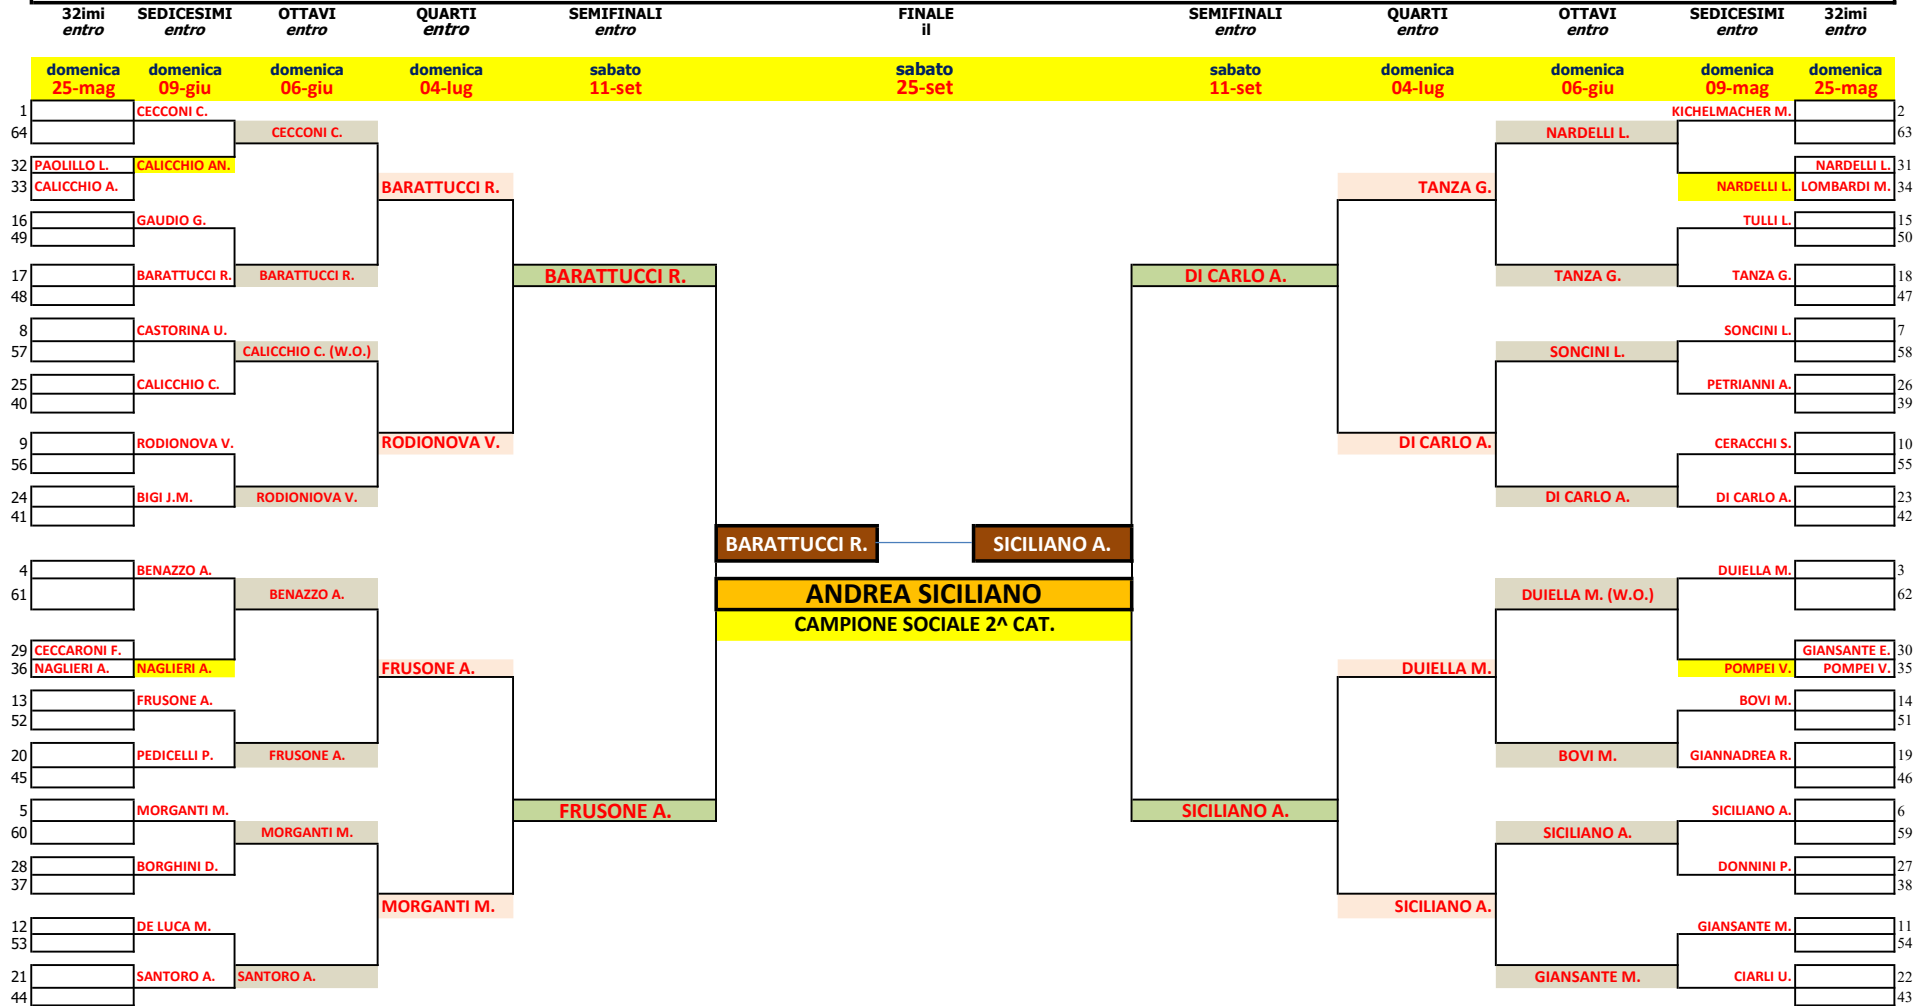 32imi SEDICESIMI OTTAVI QUARTI SEMIFINALI FINALE SEMIFINALI QUARTI OTTAVI SEDICESIMI 32imi
entro entro entro entro entro il entro entro entro entro entro
domenica domenica domenica domenica sabato sabato sabato domenica domenica domenica domenica
25-mag 09-giu 06-giu 04-lug 11-set 25-set 11-set 04-lug 06-giu 09-mag 25-mag
1 CECCONI C. KICHELMACHER M. 2
64 CECCONI C. NARDELLI L. 63
32 PAOLILLO L. CALICCHIO AN. NARDELLI L. 31
33 CALICCHIO A. BARATTUCCI R. TANZA G. NARDELLI L. LOMBARDI M. 34
16 GAUDIO G. TULLI L. 15
49 50
17 BARATTUCCI R. BARATTUCCI R. BARATTUCCI R. DI CARLO A. TANZA G. TANZA G. 18
48 47
8 CASTORINA U. SONCINI L. 7
57 CALICCHIO C. (W.O.) SONCINI L. 58
25 CALICCHIO C. PETRIANNI A. 26
40 39
9 RODIONOVA V. RODIONOVA V. DI CARLO A. CERACCHI S. 10
56 55
24 BIGI J.M. RODIONIOVA V. DI CARLO A. DI CARLO A. 23
41 42
BARATTUCCI R. SICILIANO A.
4 BENAZZO A. DUIELLA M. 3
61 BENAZZO A. ANDREA SICILIANO DUIELLA M. (W.O.) 62
CAMPIONE SOCIALE 2^ CAT.
29 CECCARONI F. GIANSANTE E. 30
36 NAGLIERI A. NAGLIERI A. FRUSONE A. DUIELLA M. POMPEI V. POMPEI V. 35
13 FRUSONE A. BOVI M. 14
52 51
20 PEDICELLI P. FRUSONE A. BOVI M. GIANNADREA R. 19
45 46
5 MORGANTI M. FRUSONE A. SICILIANO A. SICILIANO A. 6
60 MORGANTI M. SICILIANO A. 59
28 BORGHINI D. DONNINI P. 27
37 38
MORGANTI M. SICILIANO A.
12 DE LUCA M. GIANSANTE M. 11
53 54
21 SANTORO A. SANTORO A. GIANSANTE M. CIARLI U. 22
44 43